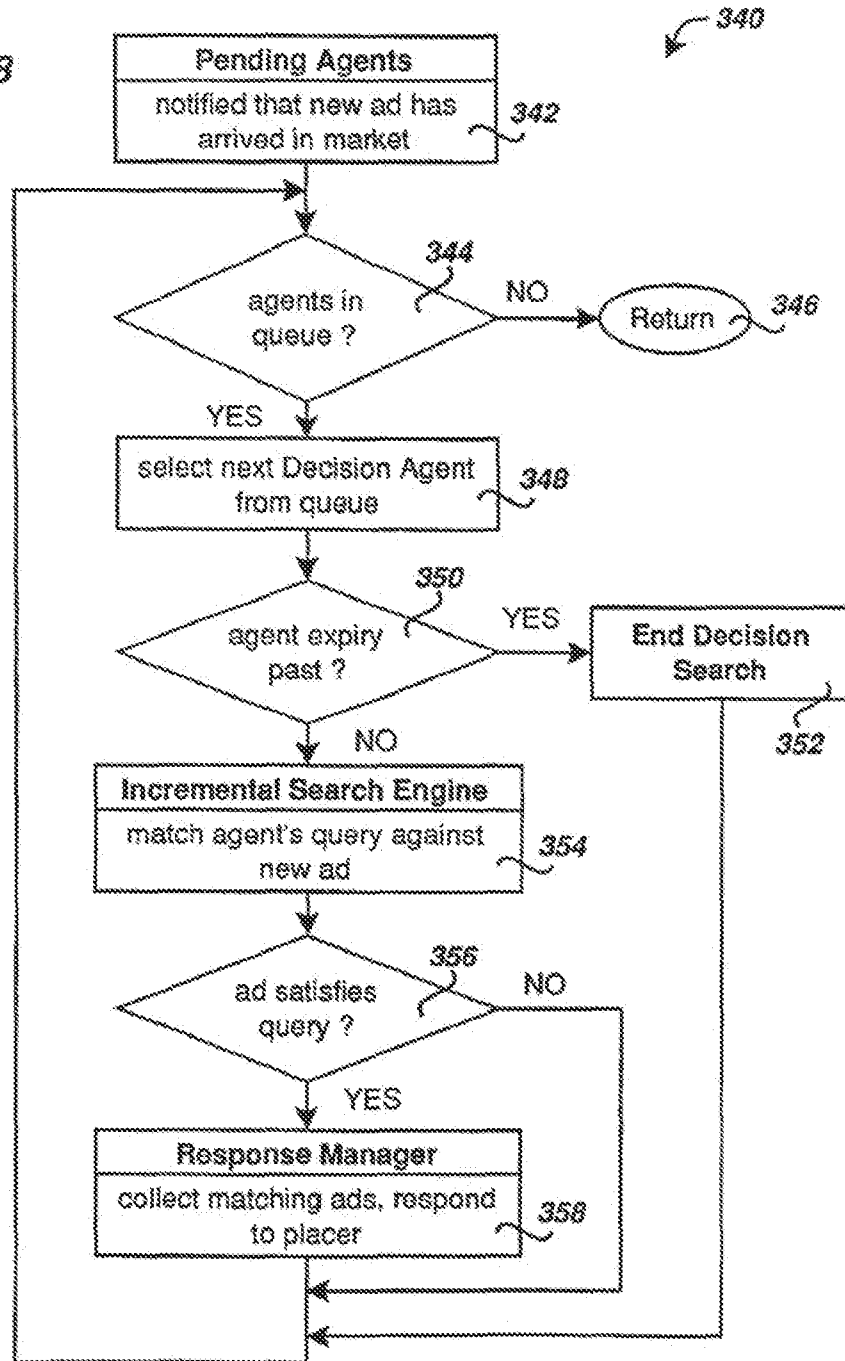 340
8
Pending Agents
notified that new ad has
arrived in market
342
344
agents in
queue ?
NO
Return
346
YES
select next Decision Agent
from queue
348
350
agent expiry
past ?
YES
End Decision
Search
352
NO
Incremental Search Engine
match agent's query against
new ad
354
356
ad satisfies
query ?
NO
YES
Response Manager
collect matching ads, respond
to placer
358